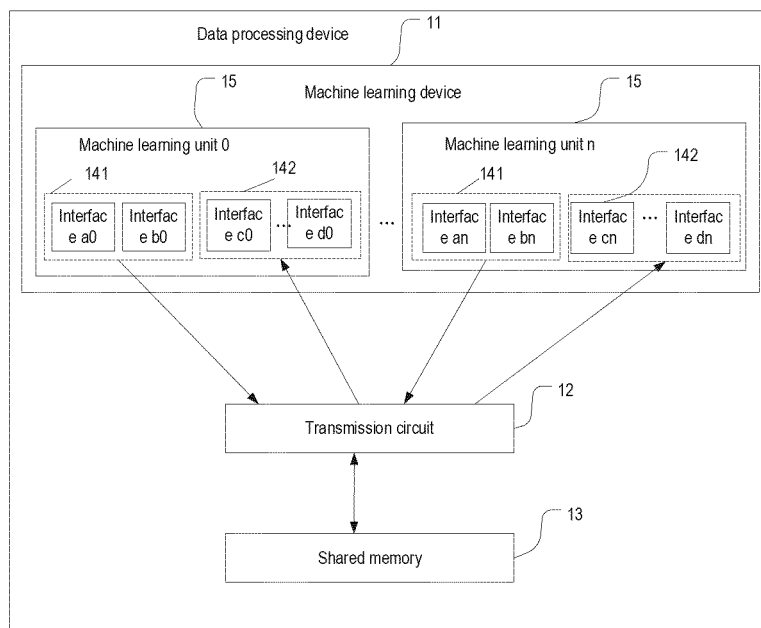 Data processing device
11
Machine learning device
15
15
Machine learning unit 0
Machine learning unit n
141
142
141
142
Interfac
e a0
Interfac
e b0
Interfac
e c0
...
Interfac
e d0
...
Interfac
e an
Interfac
e bn
Interfac
e cn
...
Interfac
e dn
12
Transmission circuit
13
Shared memory